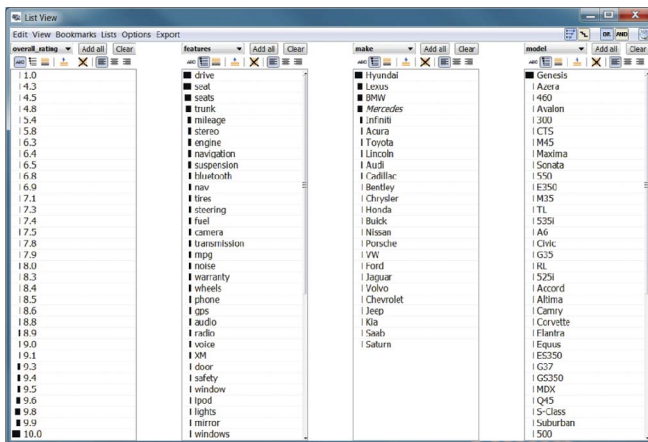 List View
Edit View Bookmarks Lists Options Export
OR AND
overall_rating Add all Clear
ABC
1.0
4.3
4.5
4.8
5.4
5.8
6.3
6.4
6.5
6.8
6.9
7.1
7.3
7.4
7.5
7.8
7.9
8.0
8.3
8.4
8.5
8.6
8.8
8.9
9.0
9.1
9.3
9.4
9.5
9.6
9.8
9.9
10.0
features Add all Clear
ABC
drive
seat
seats
trunk
mileage
stereo
engine
navigation
suspension
bluetooth
nav
tires
steering
fuel
camera
transmission
mpg
noise
warranty
wheels
phone
gps
audio
radio
voice
XM
door
safety
window
Ipod
lights
mirror
windows
make Add all Clear
ABC
Hyundai
Lexus
BMW
Mercedes
Infiniti
Acura
Toyota
Lincoln
Audi
Cadillac
Bentley
Chrysler
Honda
Buick
Nissan
Porsche
VW
Ford
Jaguar
Volvo
Chevrolet
Jeep
Kia
Saab
Saturn
model Add all Clear
ABC
Genesis
Azera
460
Avalon
300
CTS
M45
Maxima
Sonata
550
E350
M35
TL
535i
A6
Civic
G35
RL
525i
Accord
Altima
Camry
Corvette
Elantra
Equus
ES350
G37
GS350
MDX
Q45
S-Class
Suburban
500